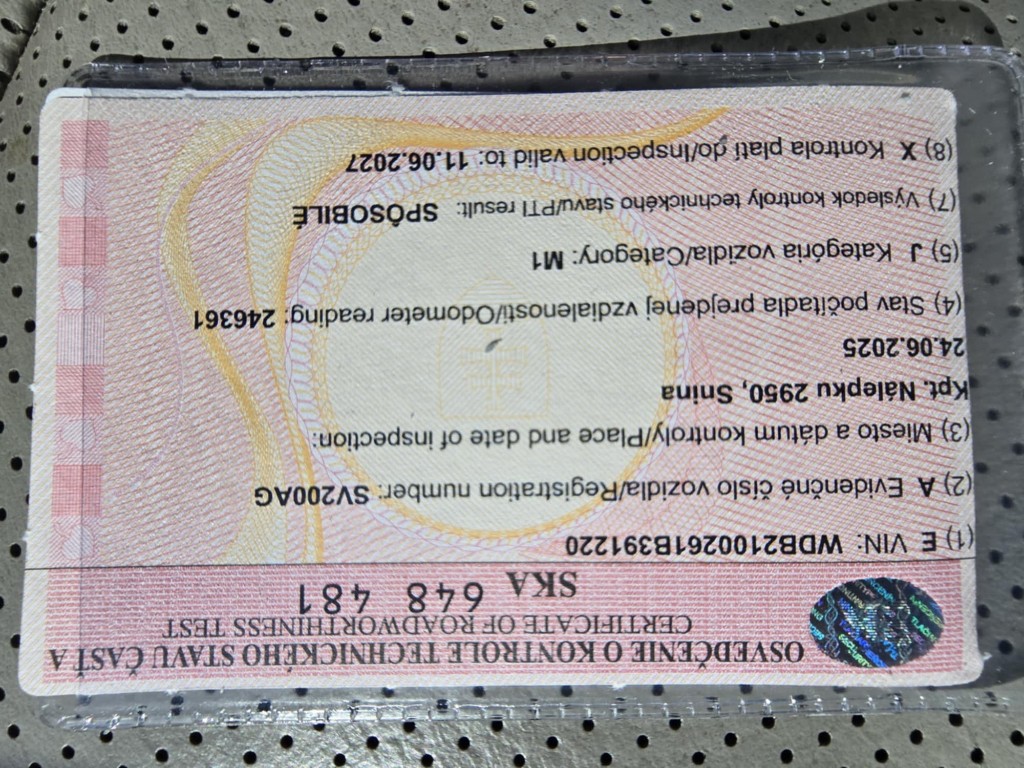 OSVEDČENIE O KONTROLE TECHNICKÉHO STAVU ČASŤ A
CERTIFICATE OF ROADWORTHINESS TEST
SKA 648 481
(1) E VIN: WDB2100261B391220
(2) A Evidenčné číslo vozidla/Registration number: SV200AG
(3) Miesto a dátum kontroly/Place and date of inspection:
Kpt. Nálepku 2950, Snina
24.06.2025
(4) Stav počítadla prejdenej vzdialenosti/Odometer reading: 246361
(5) J Kategória vozidla/Category: M1
(7) Výsledok kontroly technického stavu/PTI result: SPÔSOBILÉ
(8) X Kontrola platí do/Inspection valid to: 11.06.2027